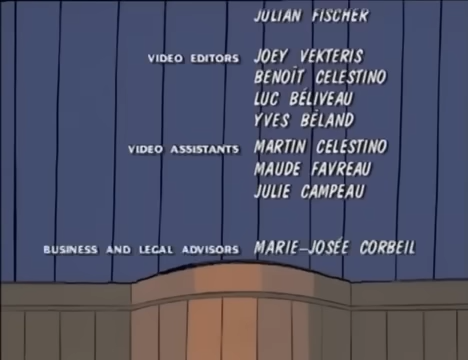 JULIAN FISCHER
VIDEO EDITORS JOEY VEKTERIS
BENOÎT CELESTINO
LUC BÉLIVEAU
YVES BÉLAND
VIDEO ASSISTANTS MARTIN CELESTINO
MAUDE FAVREAU
JULIE CAMPEAU
BUSINESS AND LEGAL ADVISORS MARIE-JOSÉE CORBEIL